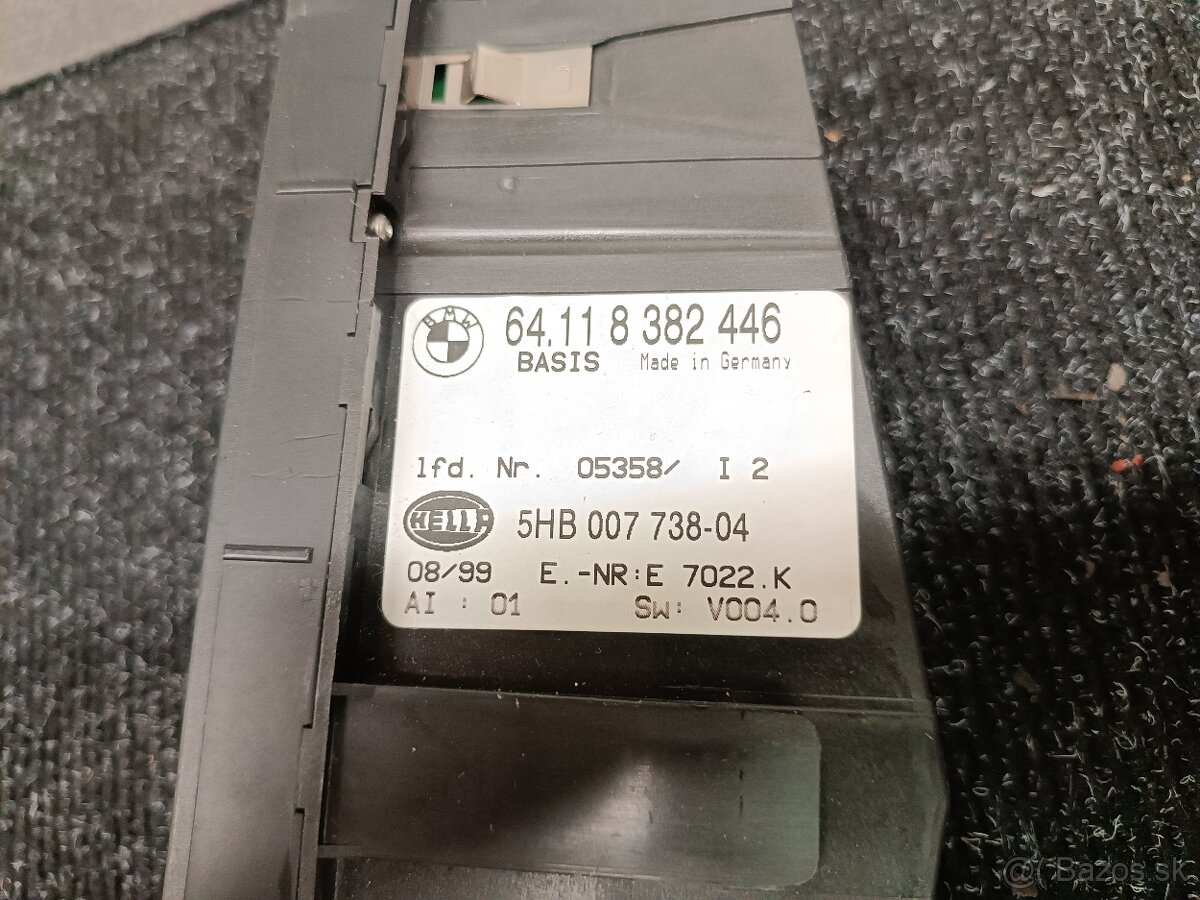 BMW
64.11 8 382 446
BASIS Made in Germany
lfd. Nr. 05358/ I 2
HELLA 5HB 007 738-04
08/99 E.-NR:E 7022.K
AI : 01 SW: V004.0
@( Bazos.sk